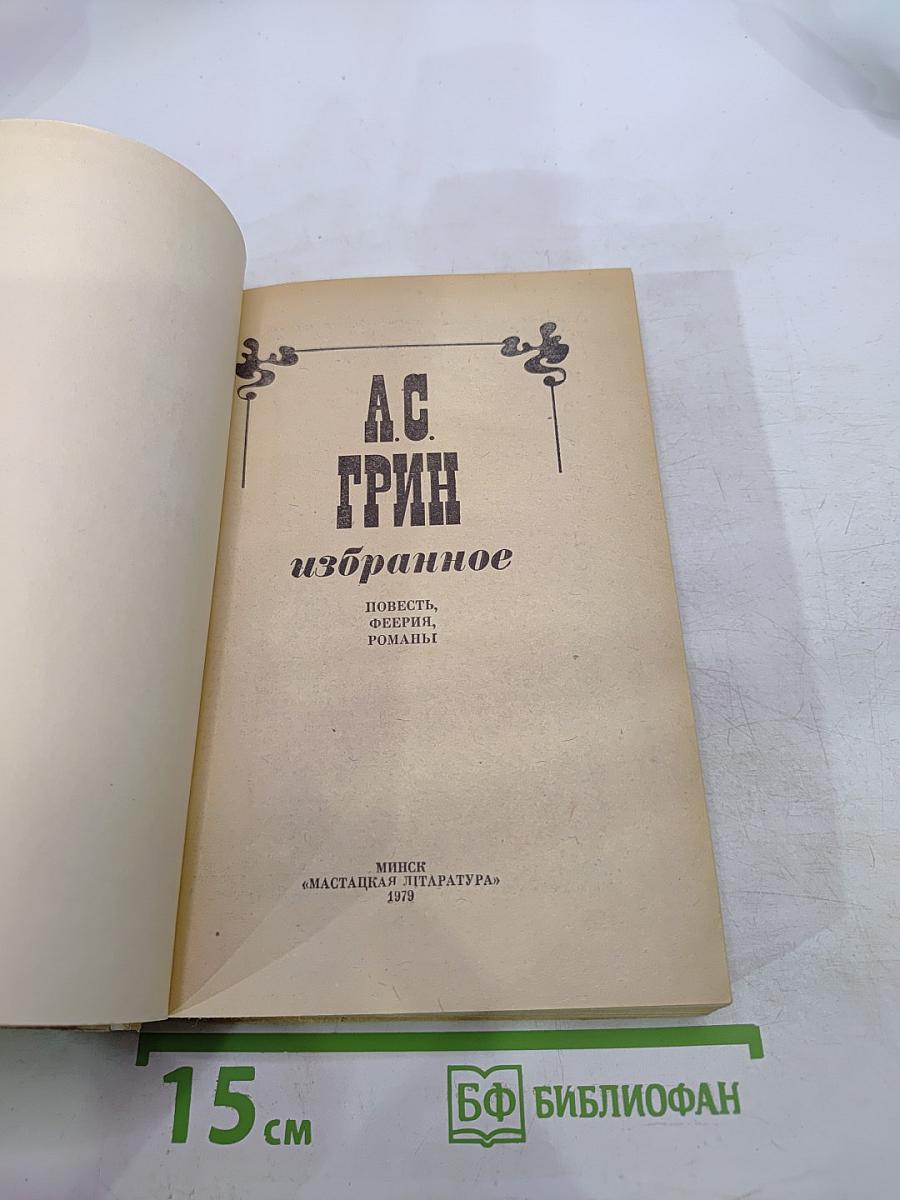 А.С.
ГРИН
избранное
ПОВЕСТЬ,
ФЕЕРИЯ,
РОМАНЫ
МИНСК
«МАСТАЦКАЯ ЛІТАРАТУРА»
1979
15 см
БФ БИБЛИОФАН